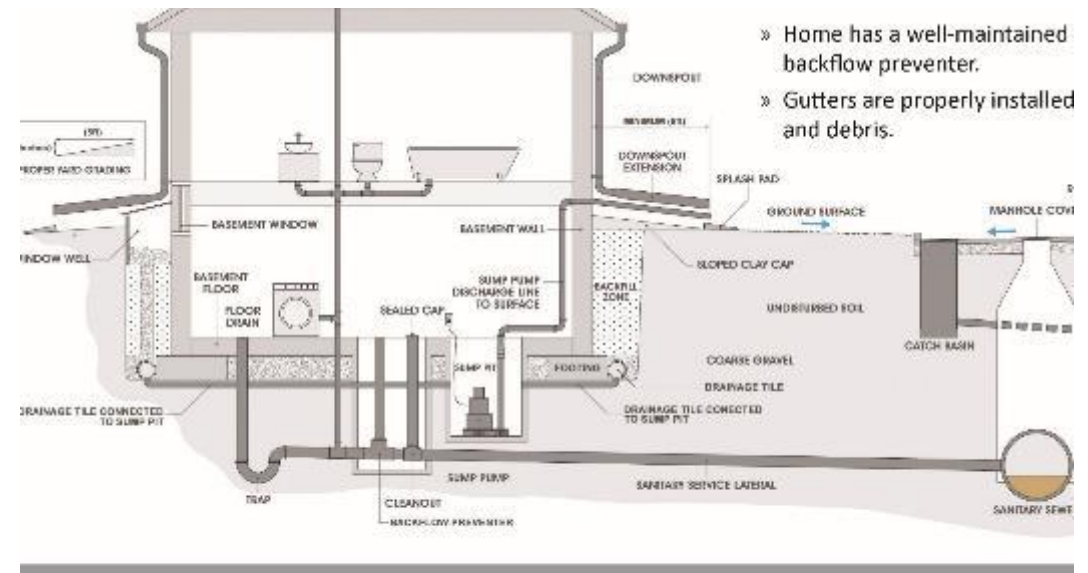 » Home has a well-maintained
backflow preventer.
» Gutters are properly installed
and debris.
DOWNSPOUT
MINIMUM (6ft)
DOWNSPOUT
EXTENSION
SPLASH PAD
GROUND SURFACE
MANHOLE COV
(5ft)
PROPER YARD GRADING
BASEMENT WINDOW
BASEMENT WALL
WINDOW WELL
SLOPED CLAY CAP
BASEMENT
FLOOR
FLOOR
DRAIN
SEALED CAP
SUMP PUMP
DISCHARGE LINE
TO SURFACE
BACKFILL
ZONE
UNDISTURBED SOIL
CATCH BASIN
SUMP PIT
FOOTING
COARSE GRAVEL
DRAINAGE TILE
DRAINAGE TILE CONNECTED
TO SUMP PIT
DRAINAGE TILE CONECTED
TO SUMP PIT
TRAP
SUMP PUMP
SANITARY SERVICE LATERAL
CLEANOUT
BACKFLOW PREVENTER
SANITARY SEWE